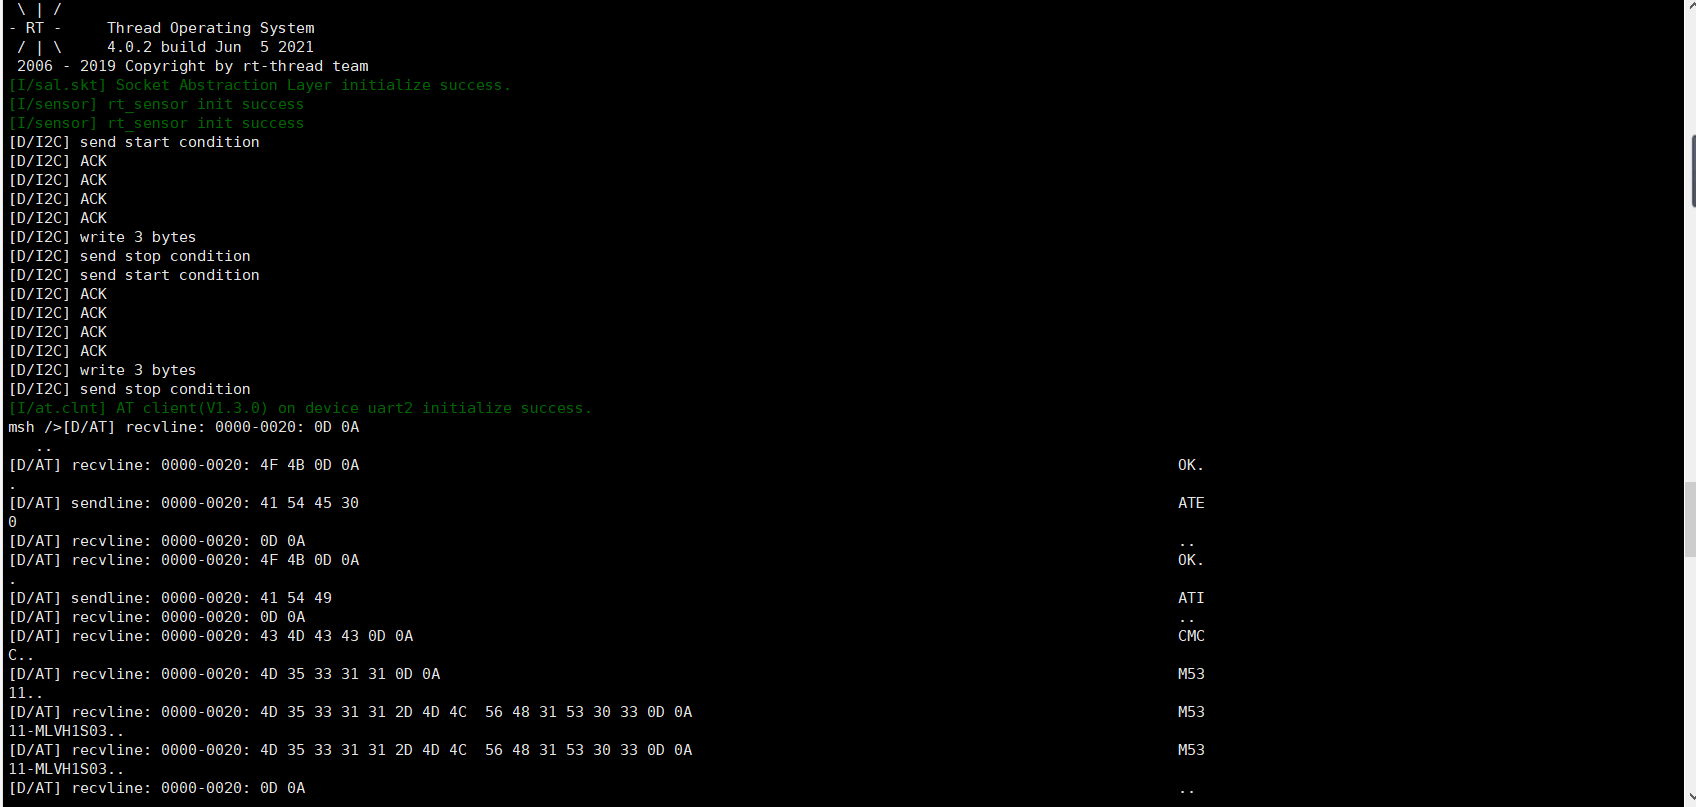 \ | /
- RT -     Thread Operating System
 / | \     4.0.2 build Jun  5 2021
 2006 - 2019 Copyright by rt-thread team
[I/sal.skt] Socket Abstraction Layer initialize success.
[I/sensor] rt_sensor init success
[I/sensor] rt_sensor init success
[D/I2C] send start condition
[D/I2C] ACK
[D/I2C] ACK
[D/I2C] ACK
[D/I2C] ACK
[D/I2C] write 3 bytes
[D/I2C] send stop condition
[D/I2C] send start condition
[D/I2C] ACK
[D/I2C] ACK
[D/I2C] ACK
[D/I2C] ACK
[D/I2C] write 3 bytes
[D/I2C] send stop condition
[I/at.clnt] AT client(V1.3.0) on device uart2 initialize success.
msh />[D/AT] recvline: 0000-0020: 0D 0A
   ..
[D/AT] recvline: 0000-0020: 4F 4B 0D 0A OK.
.
[D/AT] sendline: 0000-0020: 41 54 45 30 ATE
0
[D/AT] recvline: 0000-0020: 0D 0A ..
[D/AT] recvline: 0000-0020: 4F 4B 0D 0A OK.
.
[D/AT] sendline: 0000-0020: 41 54 49 ATI
[D/AT] recvline: 0000-0020: 0D 0A ..
[D/AT] recvline: 0000-0020: 43 4D 43 43 0D 0A CMC
C..
[D/AT] recvline: 0000-0020: 4D 35 33 31 31 0D 0A M53
11..
[D/AT] recvline: 0000-0020: 4D 35 33 31 31 2D 4D 4C  56 48 31 53 30 33 0D 0A M53
11-MLVH1S03..
[D/AT] recvline: 0000-0020: 4D 35 33 31 31 2D 4D 4C  56 48 31 53 30 33 0D 0A M53
11-MLVH1S03..
[D/AT] recvline: 0000-0020: 0D 0A ..